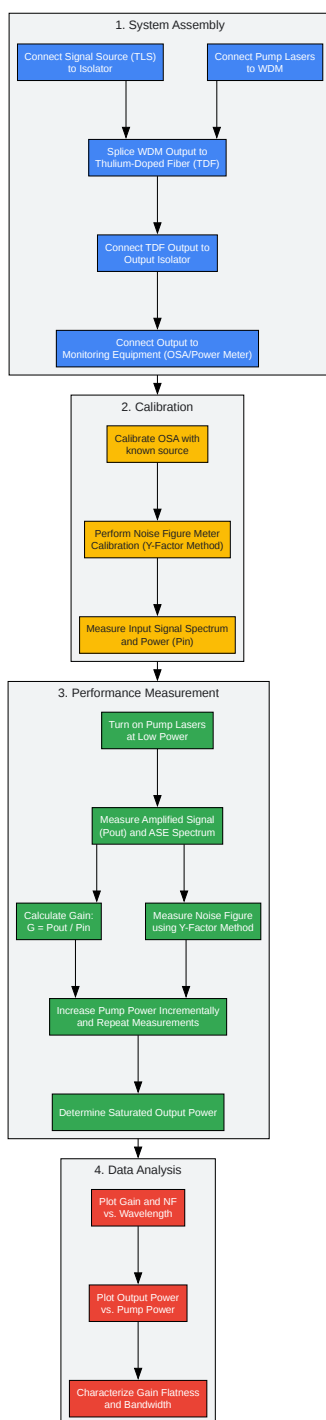 1. System Assembly
Connect Signal Source (TLS)
to Isolator
Connect Pump Lasers
to WDM
Splice WDM Output to
Thulium-Doped Fiber (TDF)
Connect TDF Output to
Output Isolator
Connect Output to
Monitoring Equipment (OSA/Power Meter)
2. Calibration
Calibrate OSA with
known source
Perform Noise Figure Meter
Calibration (Y-Factor Method)
Measure Input Signal Spectrum
and Power (Pin)
3. Performance Measurement
Turn on Pump Lasers
at Low Power
Measure Amplified Signal
(Pout) and ASE Spectrum
Calculate Gain:
G = Pout / Pin
Measure Noise Figure
using Y-Factor Method
Increase Pump Power Incrementally
and Repeat Measurements
Determine Saturated Output Power
4. Data Analysis
Plot Gain and NF
vs. Wavelength
Plot Output Power
vs. Pump Power
Characterize Gain Flatness
and Bandwidth